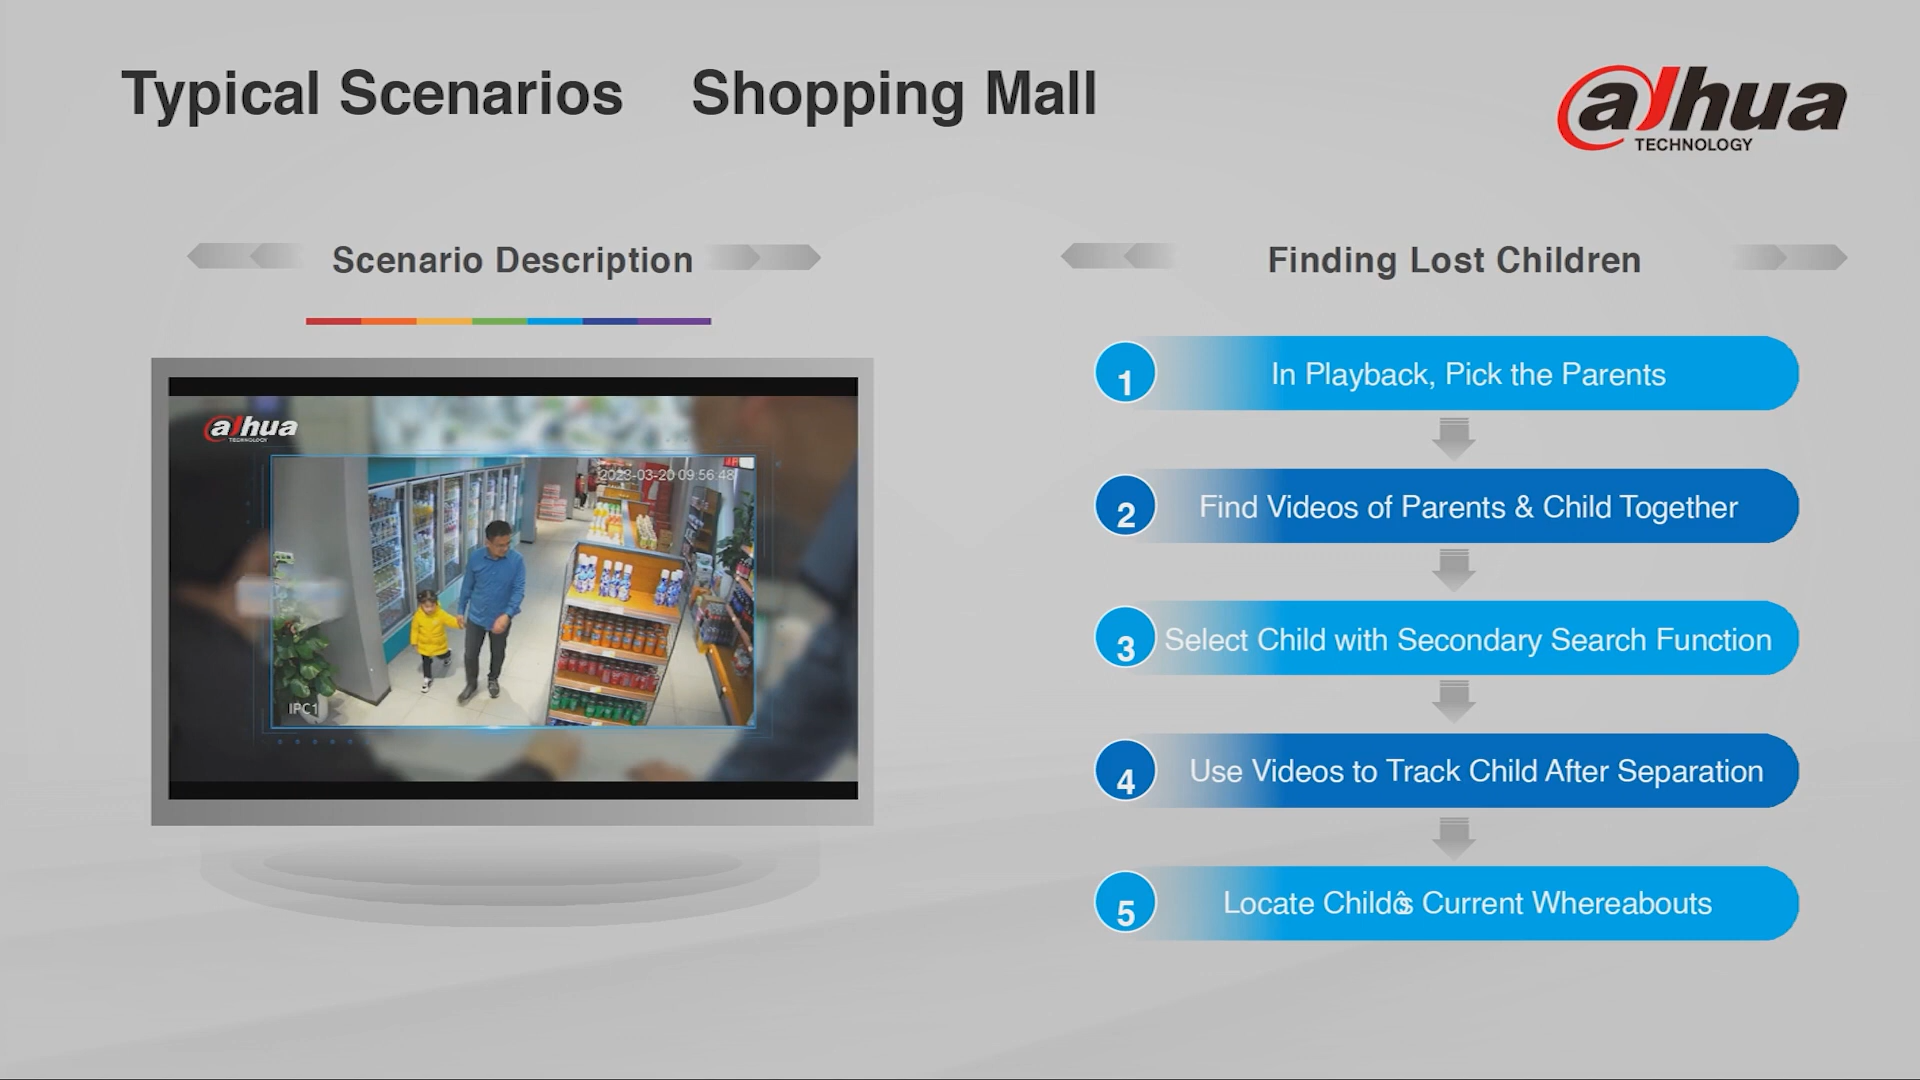 Typical Scenarios Shopping Mall
alhua
TECHNOLOGY
Scenario Description
alhua
TECHNOLOGY
2023-03-20 09:56:48
IPC1
Finding Lost Children
1 In Playback, Pick the Parents
2 Find Videos of Parents & Child Together
3 Select Child with Secondary Search Function
4 Use Videos to Track Child After Separation
5 Locate Childôs Current Whereabouts